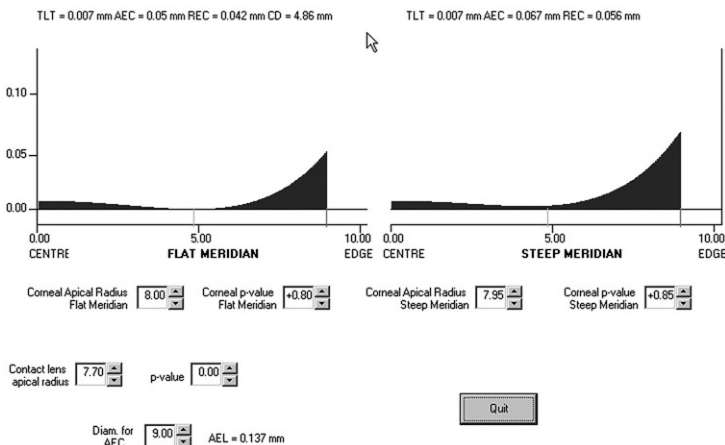 TLT = 0.007 mm AEC = 0.05 mm REC = 0.042 mm CD = 4.86 mm
TLT = 0.007 mm AEC = 0.067 mm REC = 0.056 mm
0.10
0.05
0.00
0.00 5.00 10.00 0.00 5.00 10.00
CENTRE FLAT MERIDIAN EDGE CENTRE STEEP MERIDIAN EDGE
Corneal Apical Radius Corneal p-value Corneal Apical Radius Corneal p-value
8.00 +0.80 7.95 +0.85
Flat Meridian Flat Meridian Steep Meridian Steep Meridian
Contact lens
apical radius 7.70 p-value 0.00
Quit
Diam. for
AEC 9.00 AEL = 0.137 mm